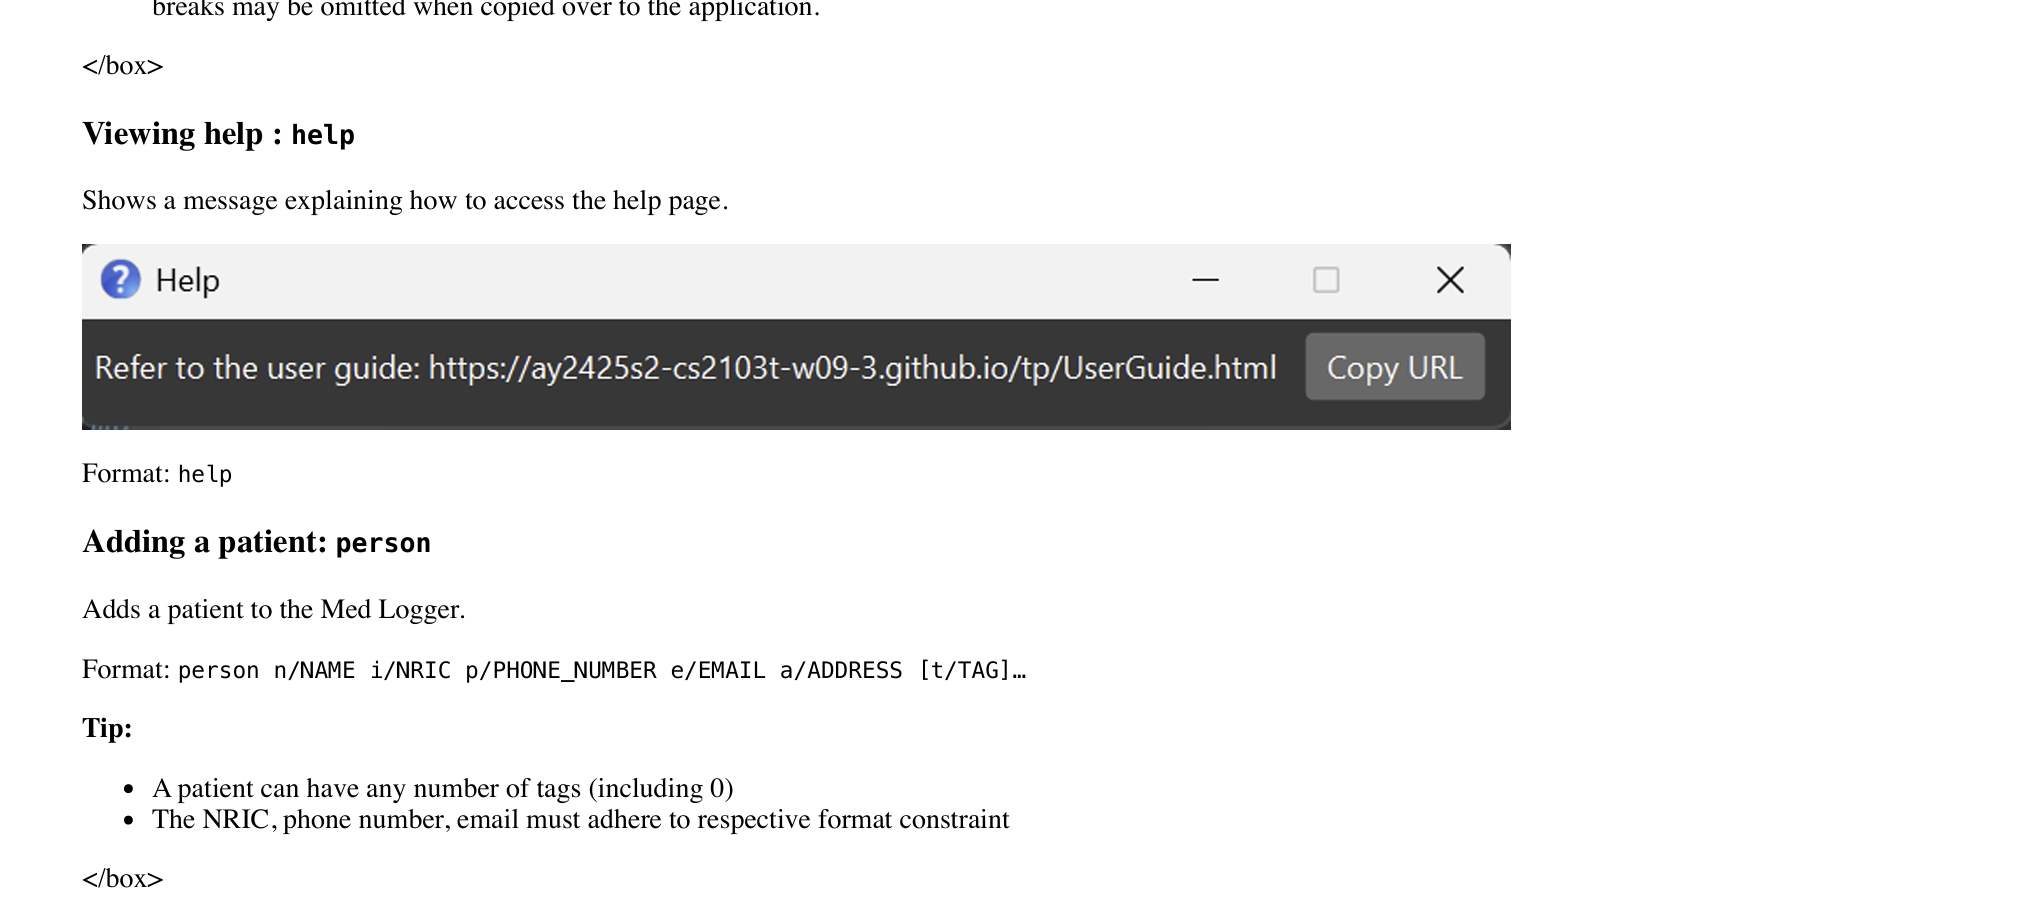 breaks may be omitted when copied over to the application.
</box>
Viewing help : help
Shows a message explaining how to access the help page.
Help
Refer to the user guide: https://ay2425s2-cs2103t-w09-3.github.io/tp/UserGuide.html Copy URL
Format: help
Adding a patient: person
Adds a patient to the Med Logger.
Format: person n/NAME i/NRIC p/PHONE_NUMBER e/EMAIL a/ADDRESS [t/TAG]…
Tip:
• A patient can have any number of tags (including 0)
• The NRIC, phone number, email must adhere to respective format constraint
</box>